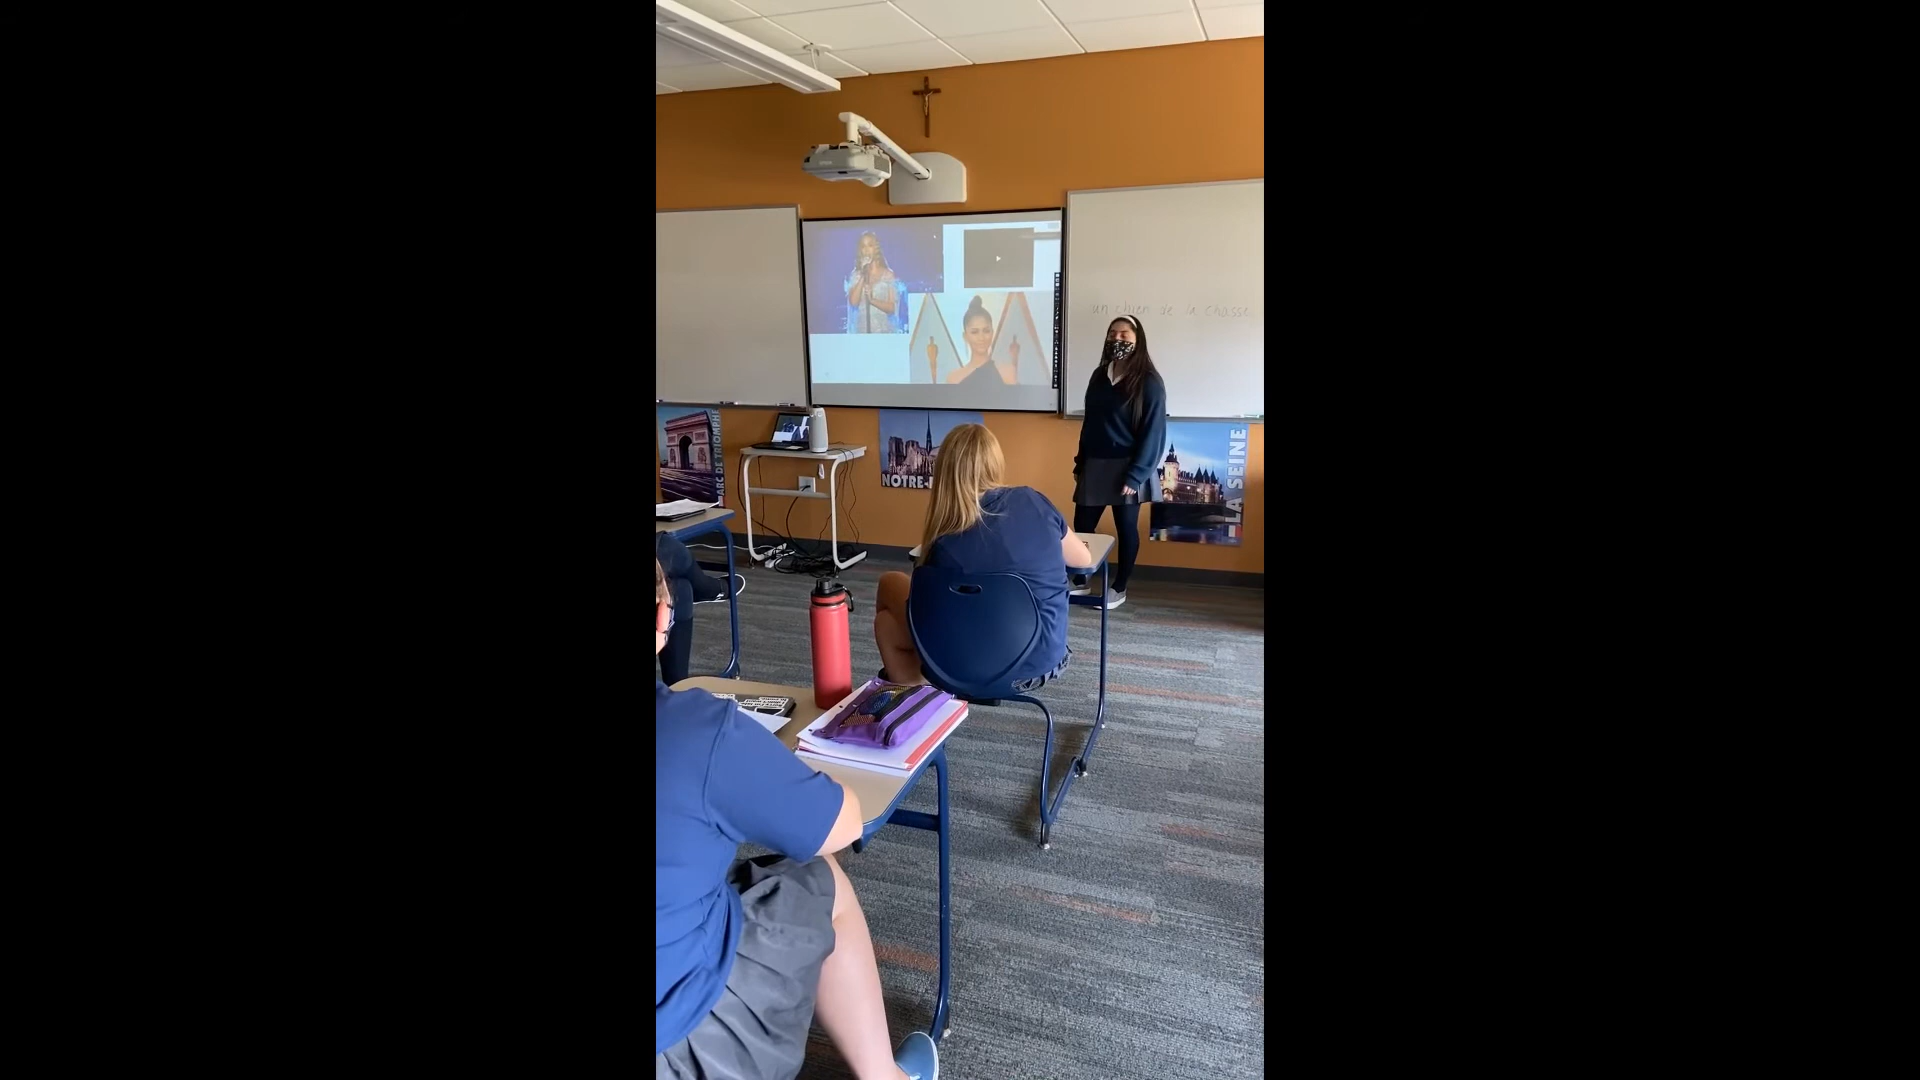 un chien de la chasse
ARC DE TRIOMPHE
NOTRE-
LA SEINE